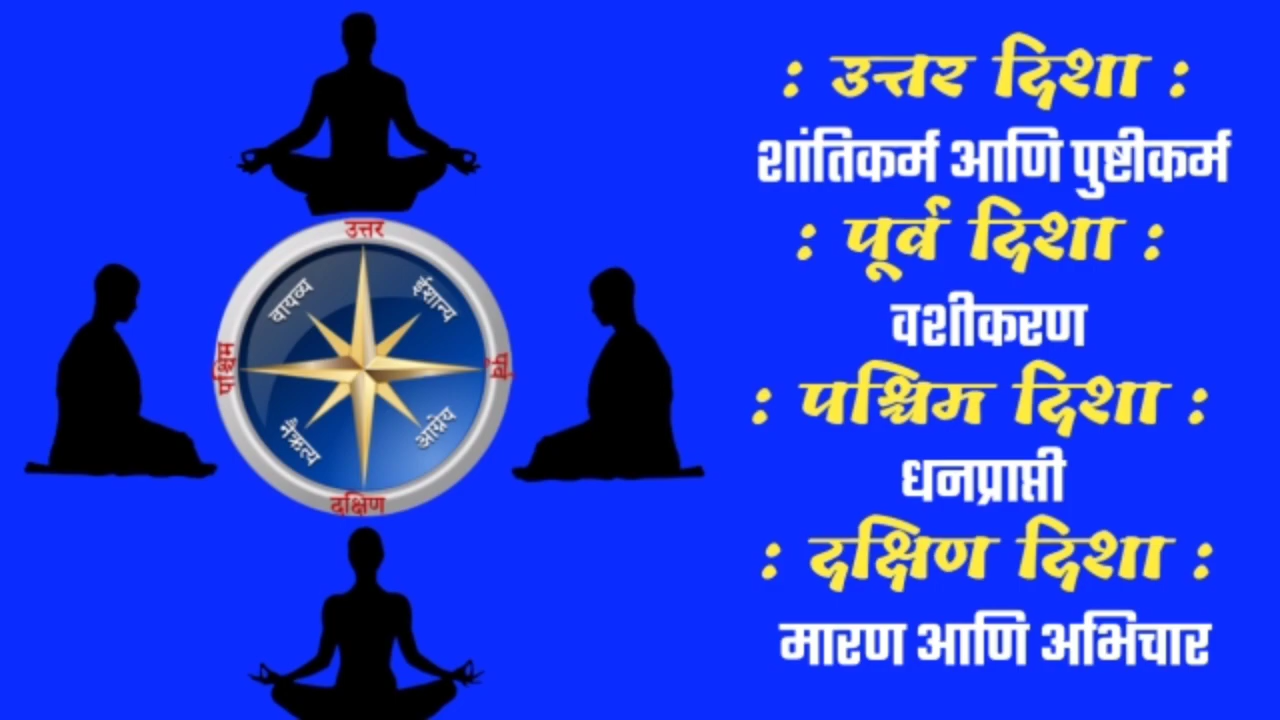 उत्तर
वायव्य
ईशान्य
पश्चिम
पूर्व
नैऋत्य
आग्नेय
दक्षिण
: उत्तर दिशा :
शांतिकर्म आणि पुष्टीकर्म
: पूर्व दिशा :
वशीकरण
: पश्चिम दिशा :
धनप्राप्ती
: दक्षिण दिशा :
मारण आणि अभिचार